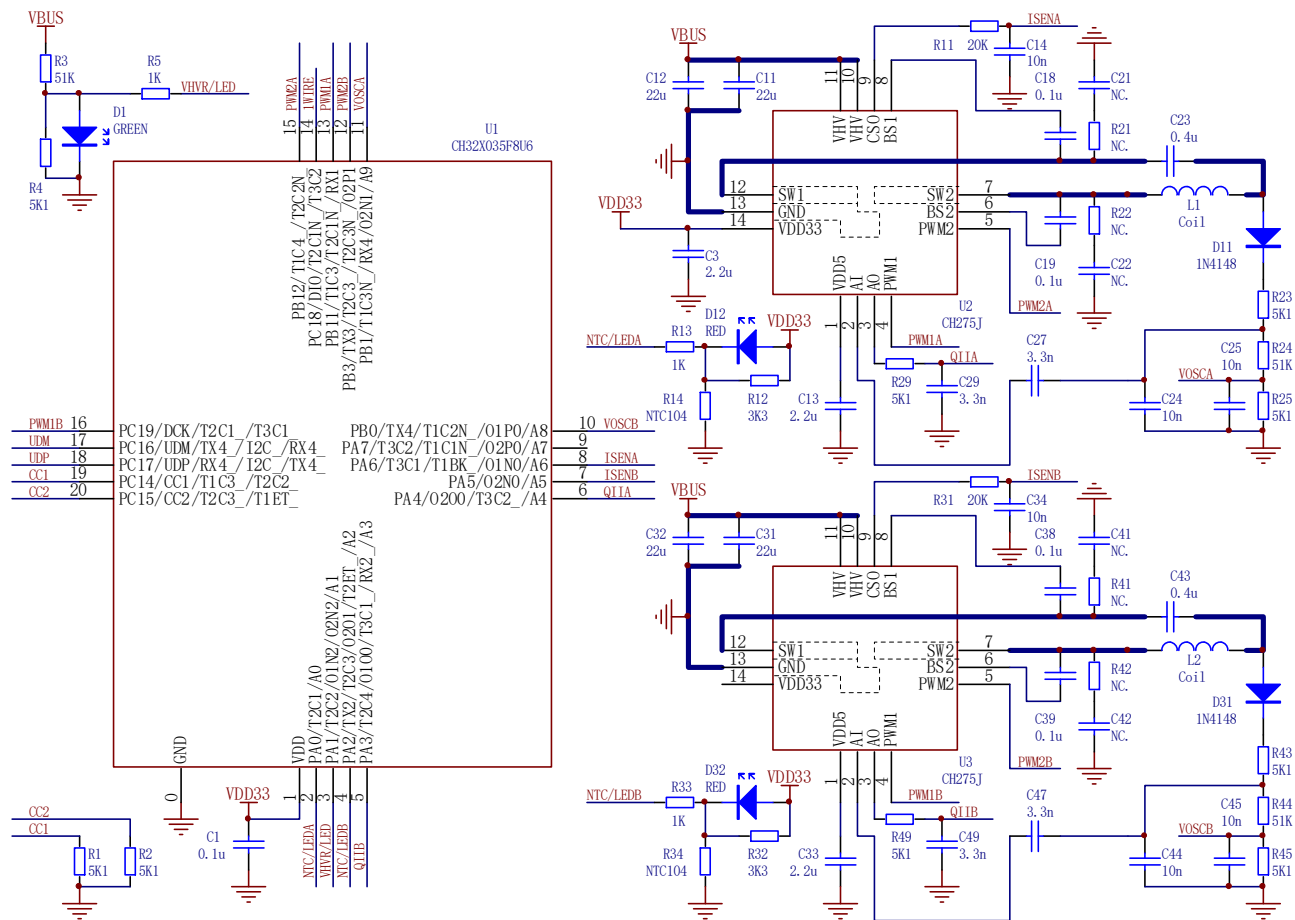 VBUS
R3
51K
R5
1K
VHVR/LED
D1
GREEN
R4
5K1
PWM2A
1WIRE
PWM1A
PWM2B
VOSCA
15
14
13
12
11
U1
CH32X035F8U6
PB12/T1C4_/T2C2N_
PC18/DIO/T2C1N_/T3C2_
PB11/T1C3/T2C1N_/RX1_
PB3/TX3/T2C3_/T2C3N_/O2P1
PB1/T1C3N_/RX4/O2N1/A9
PWM1B 16 PC19/DCK/T2C1_/T3C1_
UDM 17 PC16/UDM/TX4_/I2C_/RX4_
UDP 18 PC17/UDP/RX4_/I2C_/TX4_
CC1 19 PC14/CC1/T1C3_/T2C2_
CC2 20 PC15/CC2/T2C3_/T1ET_
PB0/TX4/T1C2N_/O1P0/A8 10 VOSCB
PA7/T3C2/T1C1N_/O2P0/A7 9
PA6/T3C1/T1BK_/O1N0/A6 8 ISENA
PA5/O2N0/A5 7 ISENB
PA4/O2O0/T3C2_/A4 6 QIIA
GND
VDD
PA0/T2C1/A0
PA1/T2C2/O1N2/O2N2/A1
PA2/TX2/T2C3/O2O1/T2ET_/A2
PA3/T2C4/O1O0/T3C1_/RX2_/A3
0
1
2
3
4
5
NTC/LEDA
VHVR/LED
NTC/LEDB
QIIB
VDD33
C1
0.1u
CC2
CC1
R1
5K1
R2
5K1
VBUS
C12
22u
C11
22u
R11 20K
ISENA
C14
10n
C18
0.1u
C21
NC.
R21
NC.
C23
0.4u
11
10
9
8
VHV
VHV
CSO
BS1
12 SW1
13 GND
14 VDD33
SW2 7
BS2 6
PWM2 5
VDD33
C3
2.2u
VDD5
AI
AO
PWM1
1
2
3
4
U2
CH275J
R22
NC.
C19
0.1u
C22
NC.
PWM2A
L1
Coil
D11
1N4148
R23
5K1
R24
51K
R25
5K1
C25
10n
VOSCA
C24
10n
C27
3.3n
NTC/LEDA
R13
1K
D12
RED
VDD33
R14
NTC104
R12
3K3
C13
2.2u
PWM1A
QIIA
R29
5K1
C29
3.3n
VBUS
C32
22u
C31
22u
R31 20K
ISENB
C34
10n
C38
0.1u
C41
NC.
R41
NC.
C43
0.4u
11
10
9
8
VHV
VHV
CSO
BS1
12 SW1
13 GND
14 VDD33
SW2 7
BS2 6
PWM2 5
VDD5
AI
AO
PWM1
1
2
3
4
U3
CH275J
R42
NC.
C39
0.1u
C42
NC.
PWM2B
L2
Coil
D31
1N4148
R43
5K1
R44
51K
R45
5K1
C45
10n
VOSCB
C44
10n
C47
3.3n
NTC/LEDB
R33
1K
D32
RED
VDD33
R34
NTC104
R32
3K3
C33
2.2u
PWM1B
QIIB
R49
5K1
C49
3.3n